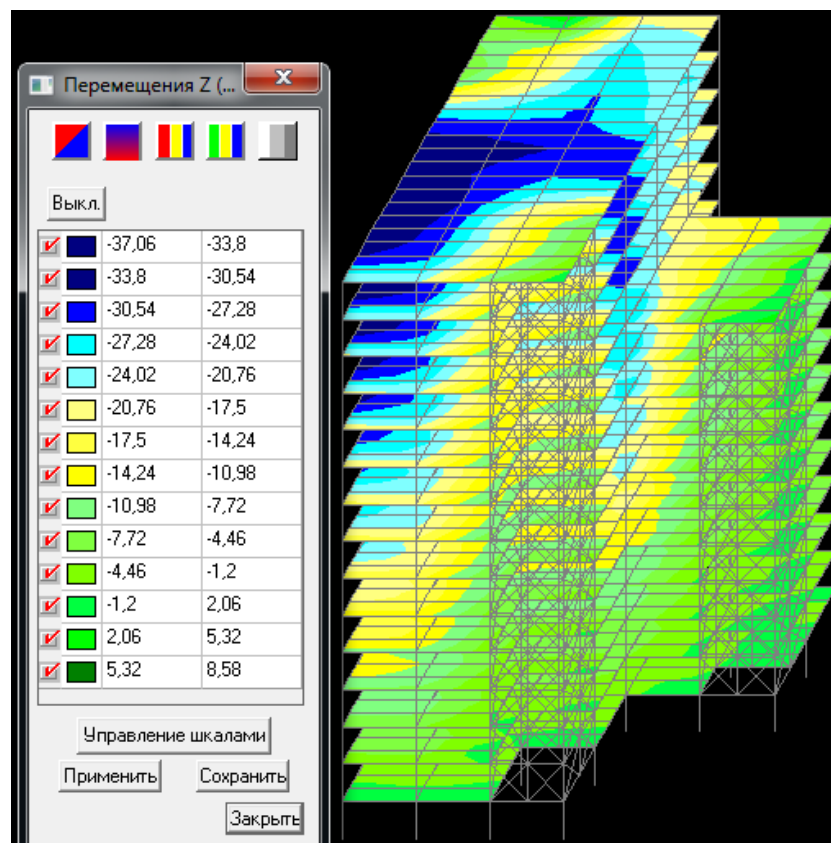 Перемещения Z (...
Выкл.
-37,06 -33,8
-33,8 -30,54
-30,54 -27,28
-27,28 -24,02
-24,02 -20,76
-20,76 -17,5
-17,5 -14,24
-14,24 -10,98
-10,98 -7,72
-7,72 -4,46
-4,46 -1,2
-1,2 2,06
2,06 5,32
5,32 8,58
Управление шкалами
Применить Сохранить
Закрыть